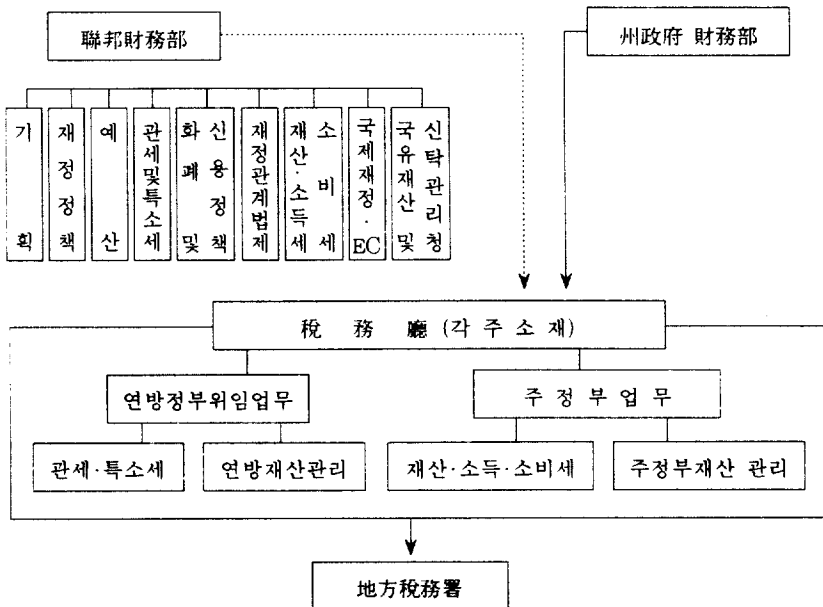 聯邦財務部
州政府 財務部
기획
재정정책
예산
관세및특소세
화폐 및 신용정책
재정관계법제
재산·소득세 소비세
국제재정·EC
국유재산 및 신탁관리청
稅 務 廳 (각 주 소 재)
연방정부위임업무
주 정 부 업 무
관세·특소세
연방재산관리
재산·소득·소비세
주정부재산 관리
地方稅務署